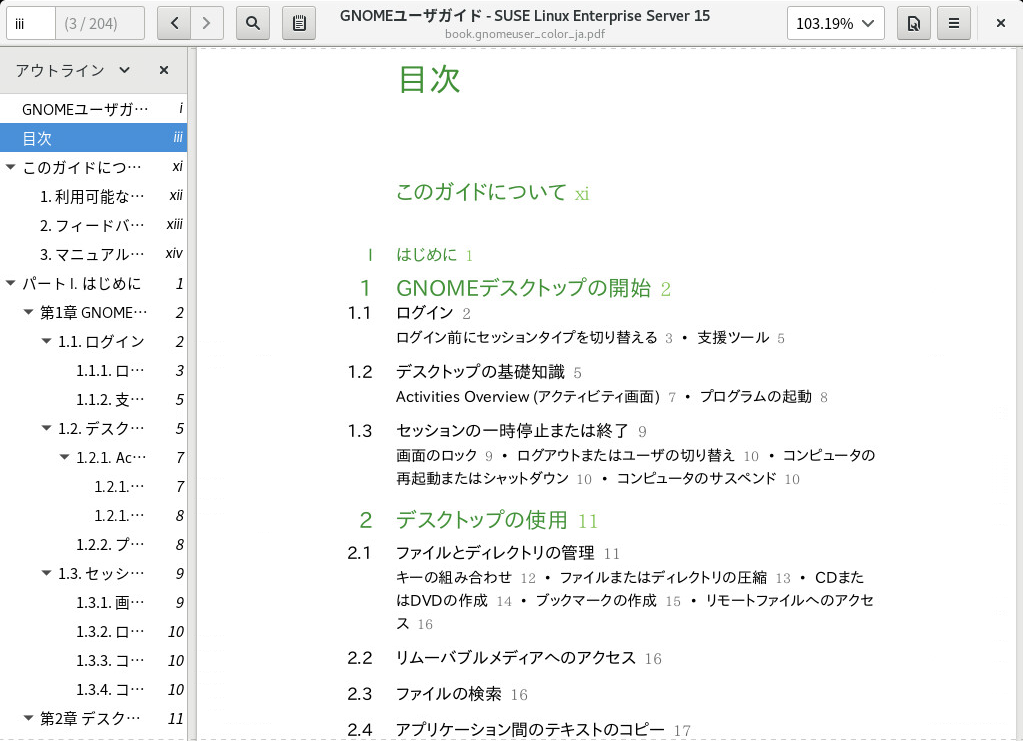 iii (3 / 204) GNOMEユーザガイド - SUSE Linux Enterprise Server 15 103.19%
book.gnomeuser_color_ja.pdf
アウトライン
GNOMEユーザガ… i
目次 iii
このガイドについ… xi
1. 利用可能な… xii
2. フィードバ… xiii
3. マニュアル… xiv
パート I. はじめに 1
第1章 GNOME… 2
1.1. ログイン 2
1.1.1. ロ… 3
1.1.2. 支… 5
1.2. デスク… 5
1.2.1. Ac… 7
1.2.1.… 7
1.2.1.… 8
1.2.2. プ… 8
1.3. セッシ… 9
1.3.1. 画… 9
1.3.2. ロ… 10
1.3.3. コ… 10
1.3.4. コ… 10
第2章 デスク… 11
目次
このガイドについて xi
I はじめに 1
1 GNOMEデスクトップの開始 2
1.1 ログイン 2
ログイン前にセッションタイプを切り替える 3 • 支援ツール 5
1.2 デスクトップの基礎知識 5
Activities Overview (アクティビティ画面) 7 • プログラムの起動 8
1.3 セッションの一時停止または終了 9
画面のロック 9 • ログアウトまたはユーザの切り替え 10 • コンピュータの
再起動またはシャットダウン 10 • コンピュータのサスペンド 10
2 デスクトップの使用 11
2.1 ファイルとディレクトリの管理 11
キーの組み合わせ 12 • ファイルまたはディレクトリの圧縮 13 • CDまた
はDVDの作成 14 • ブックマークの作成 15 • リモートファイルへのアクセ
ス 16
2.2 リムーバブルメディアへのアクセス 16
2.3 ファイルの検索 16
2.4 アプリケーション間のテキストのコピー 17